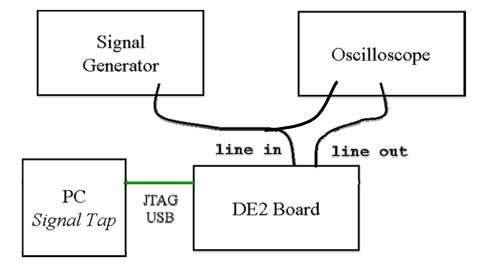 Signal
Generator
Oscilloscope
line in
line out
PC
Signal Tap
JTAG
USB
DE2 Board